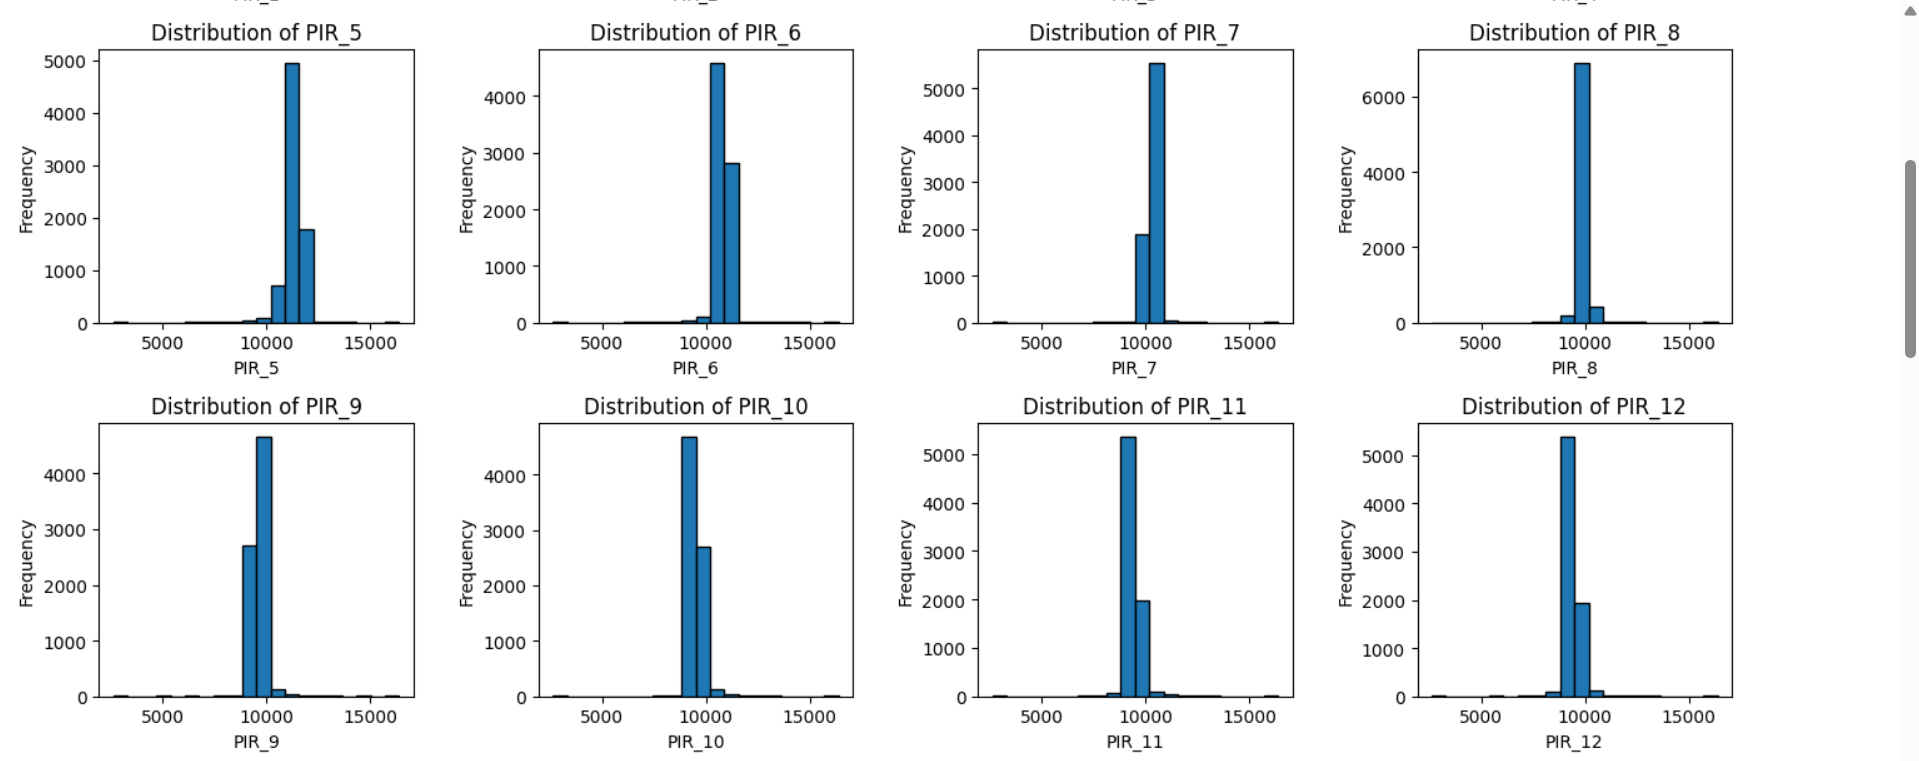 Distribution of PIR_5
5000
4000
3000
2000
1000
0
Frequency
5000 10000 15000
PIR_5
Distribution of PIR_6
4000
3000
2000
1000
0
Frequency
5000 10000 15000
PIR_6
Distribution of PIR_7
5000
4000
3000
2000
1000
0
Frequency
5000 10000 15000
PIR_7
Distribution of PIR_8
6000
4000
2000
0
Frequency
5000 10000 15000
PIR_8
Distribution of PIR_9
4000
3000
2000
1000
0
Frequency
5000 10000 15000
PIR_9
Distribution of PIR_10
4000
3000
2000
1000
0
Frequency
5000 10000 15000
PIR_10
Distribution of PIR_11
5000
4000
3000
2000
1000
0
Frequency
5000 10000 15000
PIR_11
Distribution of PIR_12
5000
4000
3000
2000
1000
0
Frequency
5000 10000 15000
PIR_12